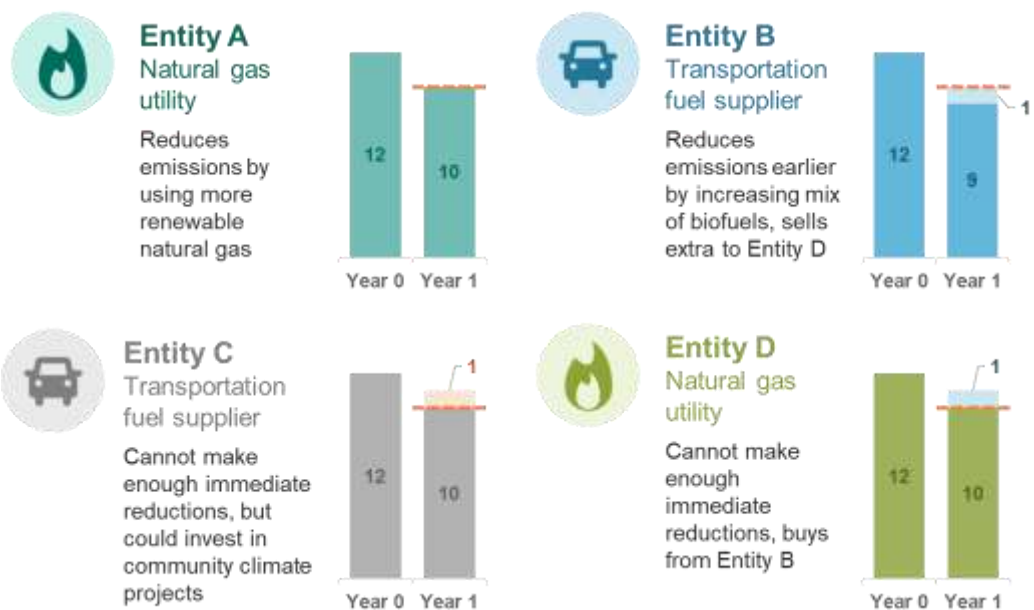 Entity A
Natural gas
utility
Reduces
emissions by
using more
renewable
natural gas
12
10
Year 0 Year 1
Entity B
Transportation
fuel supplier
Reduces
emissions earlier
by increasing mix
of biofuels, sells
extra to Entity D
12
9
1
Year 0 Year 1
Entity C
Transportation
fuel supplier
Cannot make
enough immediate
reductions, but
could invest in
community climate
projects
12
10
1
Year 0 Year 1
Entity D
Natural gas
utility
Cannot make
enough
immediate
reductions, buys
from Entity B
12
10
1
Year 0 Year 1